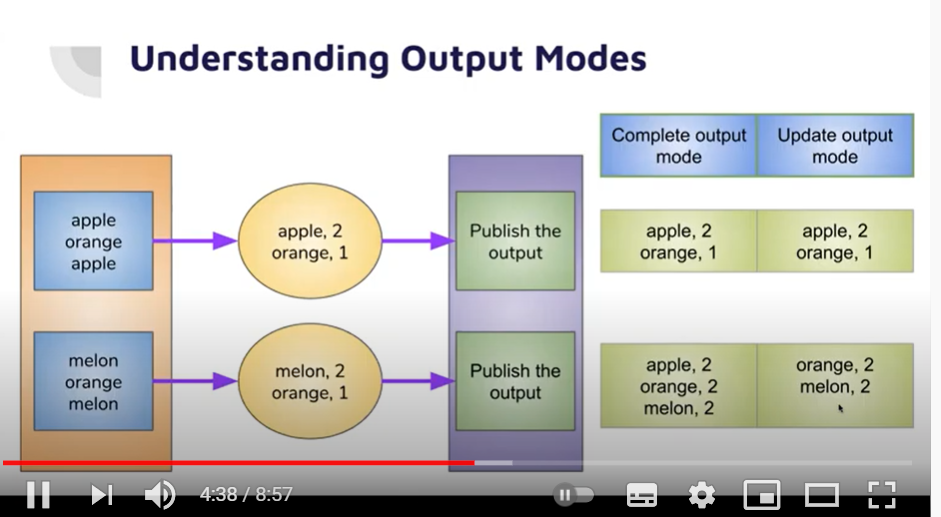 Understanding Output Modes
Complete output
mode
Update output
mode
apple
orange
apple
apple, 2
orange, 1
Publish the
output
apple, 2
orange, 1
apple, 2
orange, 1
melon
orange
melon
melon, 2
orange, 1
Publish the
output
apple, 2
orange, 2
melon, 2
orange, 2
melon, 2
4:38 / 8:57